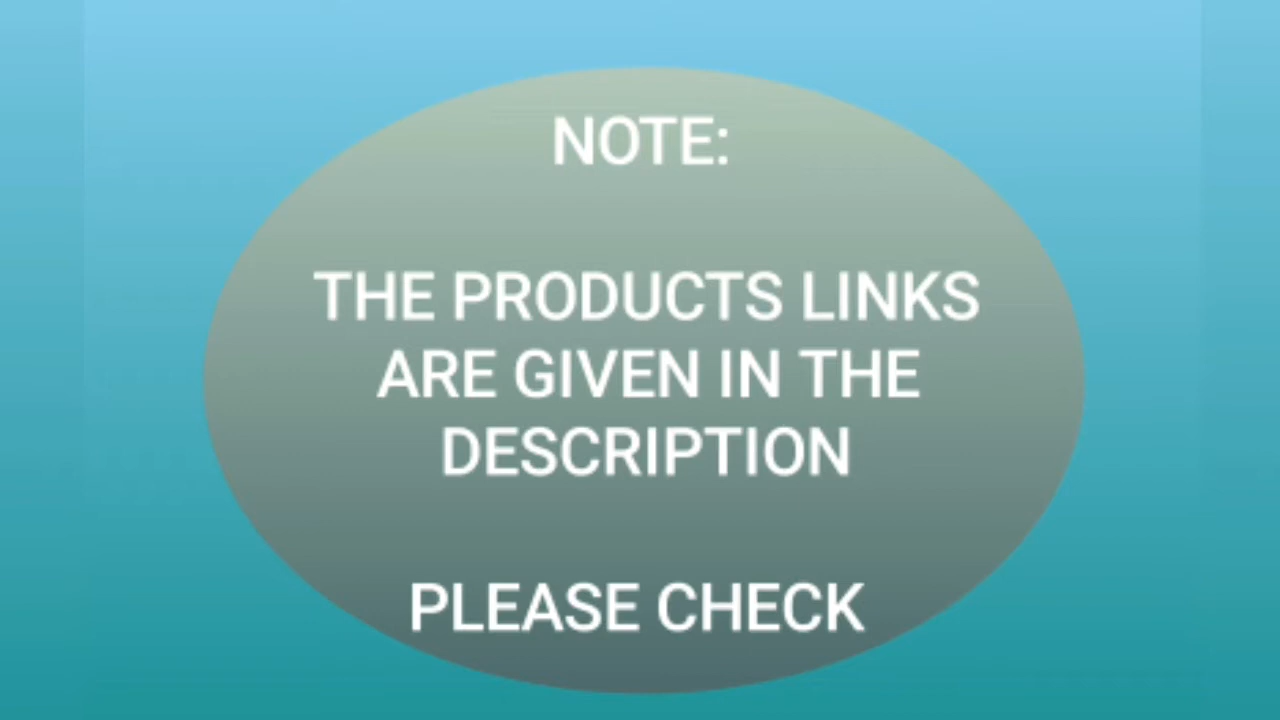 NOTE:
THE PRODUCTS LINKS
ARE GIVEN IN THE
DESCRIPTION
PLEASE CHECK